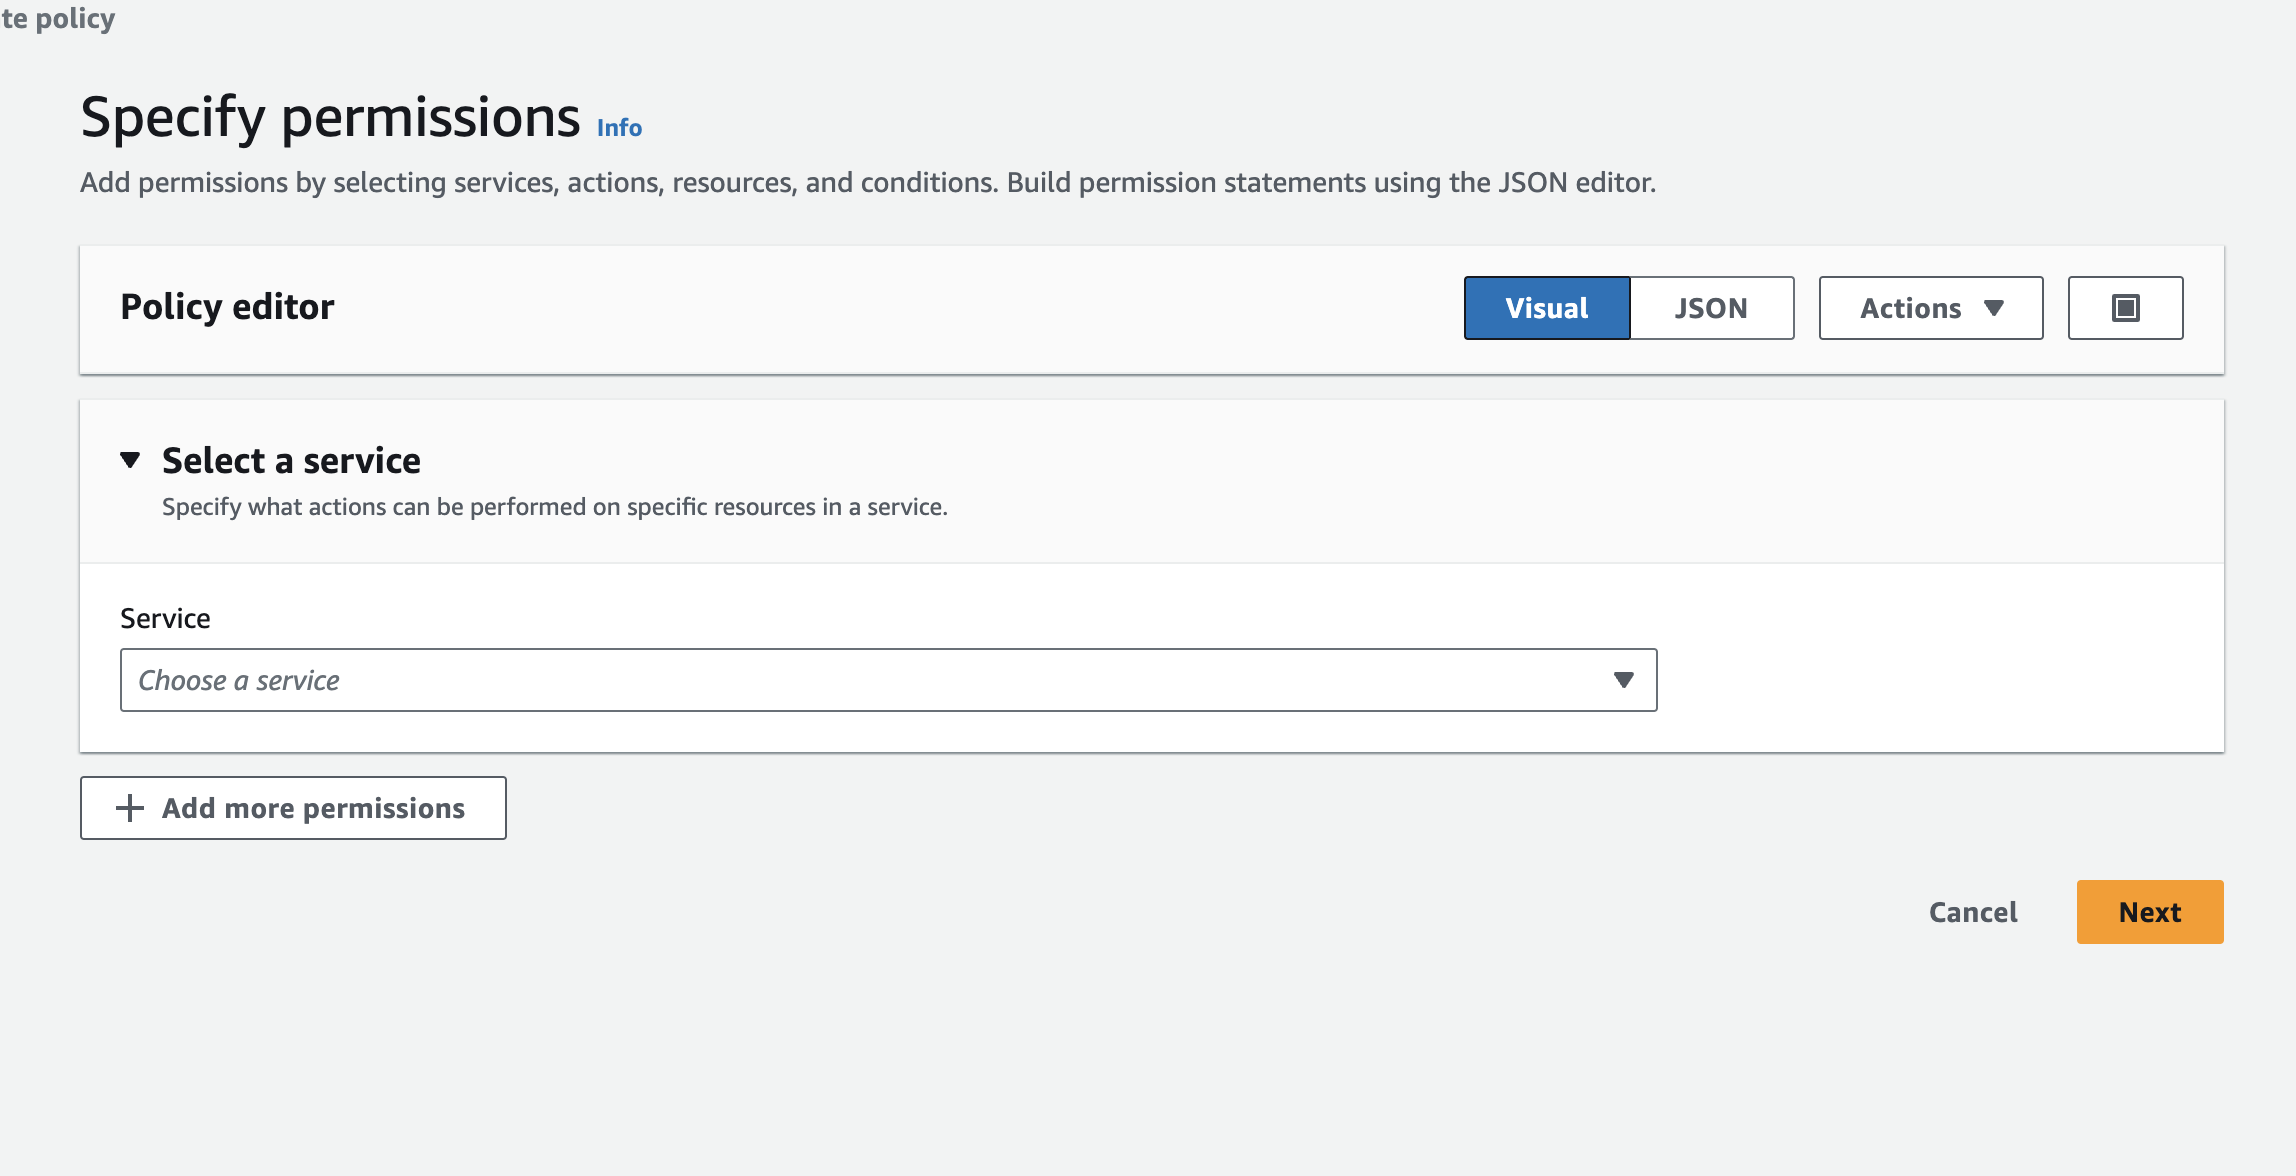 te policy
Specify permissions Info
Add permissions by selecting services, actions, resources, and conditions. Build permission statements using the JSON editor.
Policy editor
Visual
JSON
Actions
Select a service
Specify what actions can be performed on specific resources in a service.
Service
Choose a service
Add more permissions
Cancel
Next